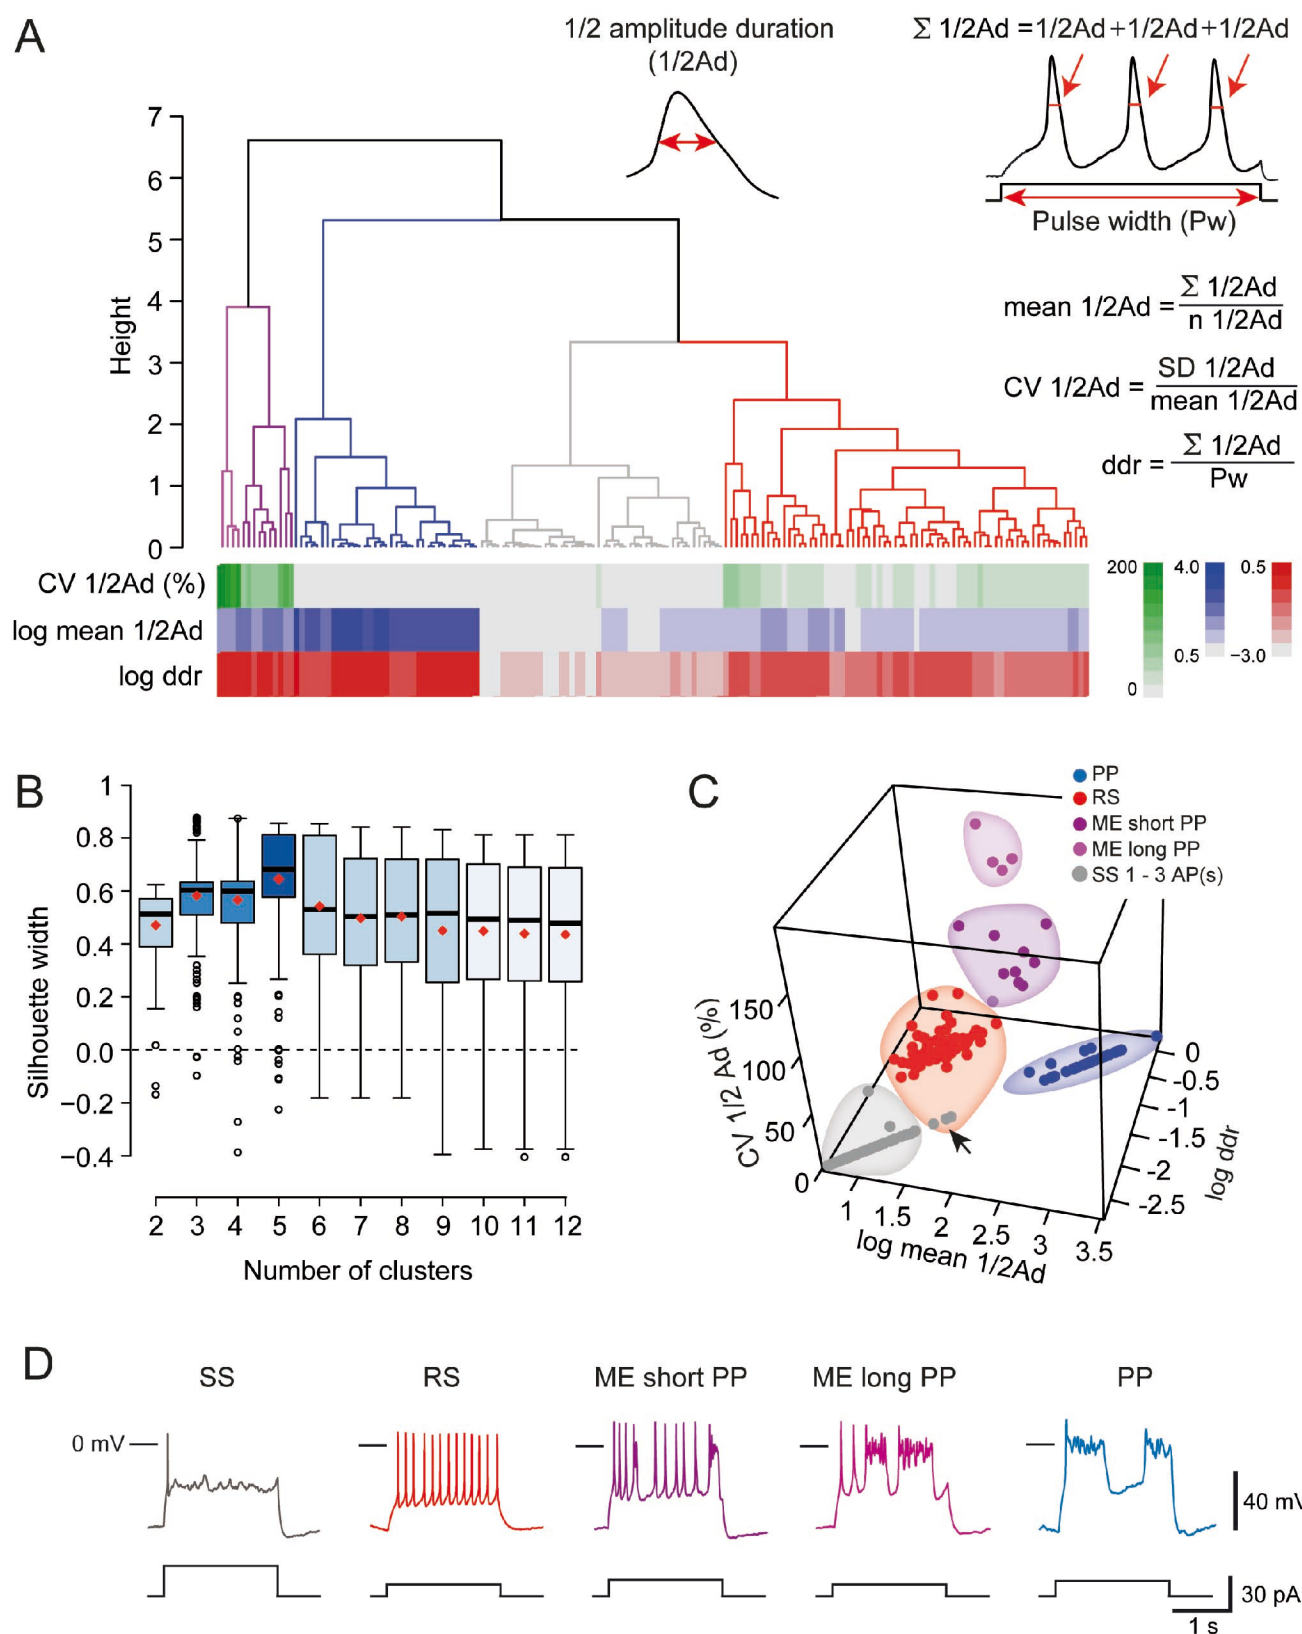 A
1/2 amplitude duration
(1/2Ad)
Σ 1/2Ad =1/2Ad+1/2Ad+1/2Ad
Pulse width (Pw)
mean 1/2Ad = Σ 1/2Ad
n 1/2Ad
CV 1/2Ad = SD 1/2Ad
mean 1/2Ad
ddr = Σ 1/2Ad
Pw
Height
7
6
5
4
3
2
1
0
CV 1/2Ad (%)
log mean 1/2Ad
log ddr
200 4.0 0.5
0.5 −3.0
0
B
Silhouette width
1
0.8
0.6
0.4
0.2
0.0
−0.2
−0.4
2 3 4 5 6 7 8 9 10 11 12
Number of clusters
C
PP
RS
ME short PP
ME long PP
SS 1 - 3 AP(s)
CV 1/2 Ad (%)
150
100
50
0
1 1.5 2 2.5 3 3.5
log mean 1/2Ad
0
-0.5
-1
-1.5
-2
-2.5
log ddr
D
SS RS ME short PP ME long PP PP
0 mV
40 mV
30 pA
1 s